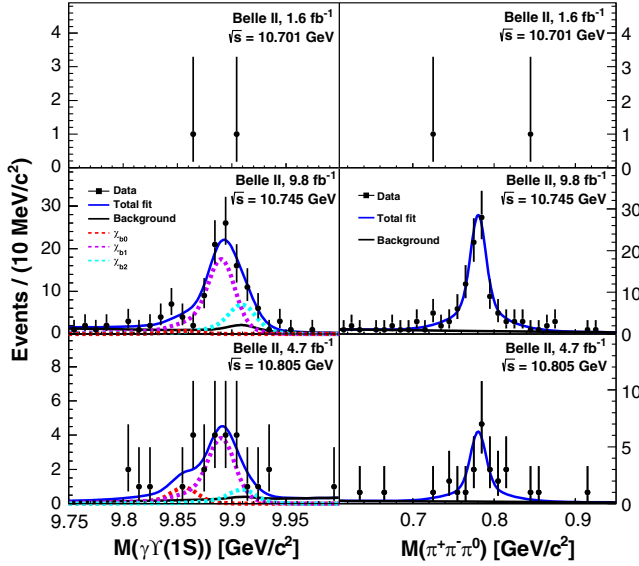 Belle II, 1.6 fb⁻¹
√s = 10.701 GeV
4
3
2
1
0
Belle II, 1.6 fb⁻¹
√s = 10.701 GeV
4
3
2
1
0
Events / (10 MeV/c²)
Belle II, 9.8 fb⁻¹
√s = 10.745 GeV
Data
Total fit
Background
χb0
χb1
χb2
30
20
10
0
Belle II, 9.8 fb⁻¹
√s = 10.745 GeV
Data
Total fit
Background
40
30
20
10
0
Belle II, 4.7 fb⁻¹
√s = 10.805 GeV
8
6
4
2
0
Belle II, 4.7 fb⁻¹
√s = 10.805 GeV
10
5
0
9.75 9.8 9.85 9.9 9.95
0.7 0.8 0.9
M(γΥ(1S)) [GeV/c²]
M(π⁺π⁻π⁰) [GeV/c²]